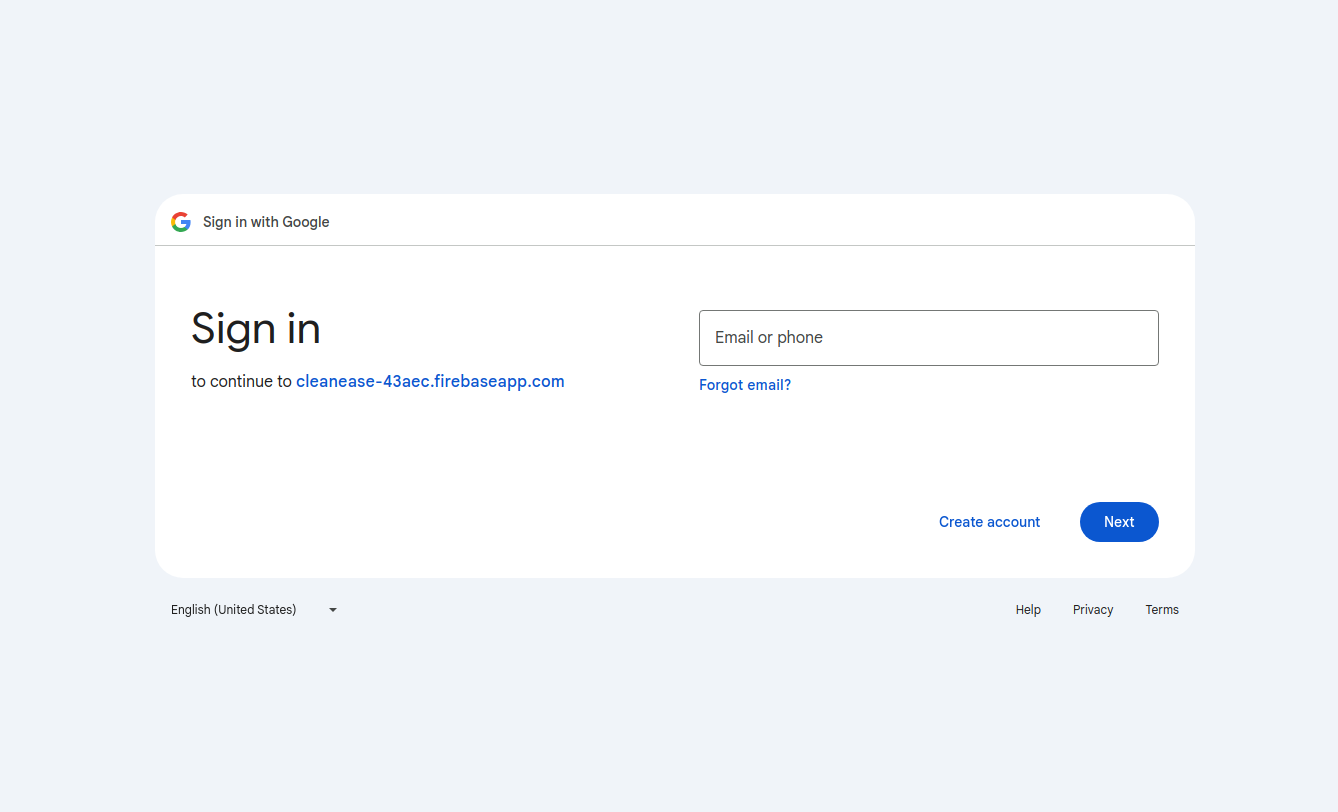 Sign in with Google
Sign in
to continue to cleanease-43aec.firebaseapp.com
Email or phone
Forgot email?
Create account
Next
English (United States)
Help
Privacy
Terms